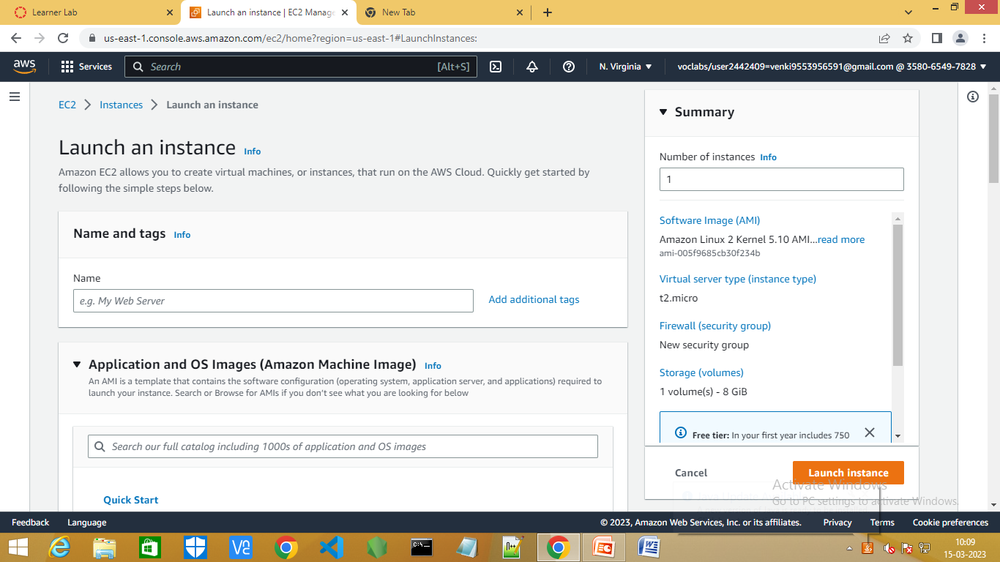 Learner Lab
Launch an instance | EC2 Manage
New Tab
us-east-1.console.aws.amazon.com/ec2/home?region=us-east-1#LaunchInstances:
aws
Services
Search
[Alt+S]
N. Virginia
voclabs/user2442409=venki9553956591@gmail.com @ 3580-6549-7828
EC2
Instances
Launch an instance
Launch an instance Info
Amazon EC2 allows you to create virtual machines, or instances, that run on the AWS Cloud. Quickly get started by
following the simple steps below.
Name and tags Info
Name
e.g. My Web Server
Add additional tags
Application and OS Images (Amazon Machine Image) Info
An AMI is a template that contains the software configuration (operating system, application server, and applications) required to
launch your instance. Search or Browse for AMIs if you don't see what you are looking for below
Search our full catalog including 1000s of application and OS images
Quick Start
Summary
Number of instances Info
1
Software Image (AMI)
Amazon Linux 2 Kernel 5.10 AMI...read more
ami-005f9685cb30f234b
Virtual server type (instance type)
t2.micro
Firewall (security group)
New security group
Storage (volumes)
1 volume(s) - 8 GiB
Free tier: In your first year includes 750
Cancel
Launch instance
Activate Windows
Go to PC settings to activate Windows.
Feedback
Language
© 2023, Amazon Web Services, Inc. or its affiliates.
Privacy
Terms
Cookie preferences
10:09
15-03-2023